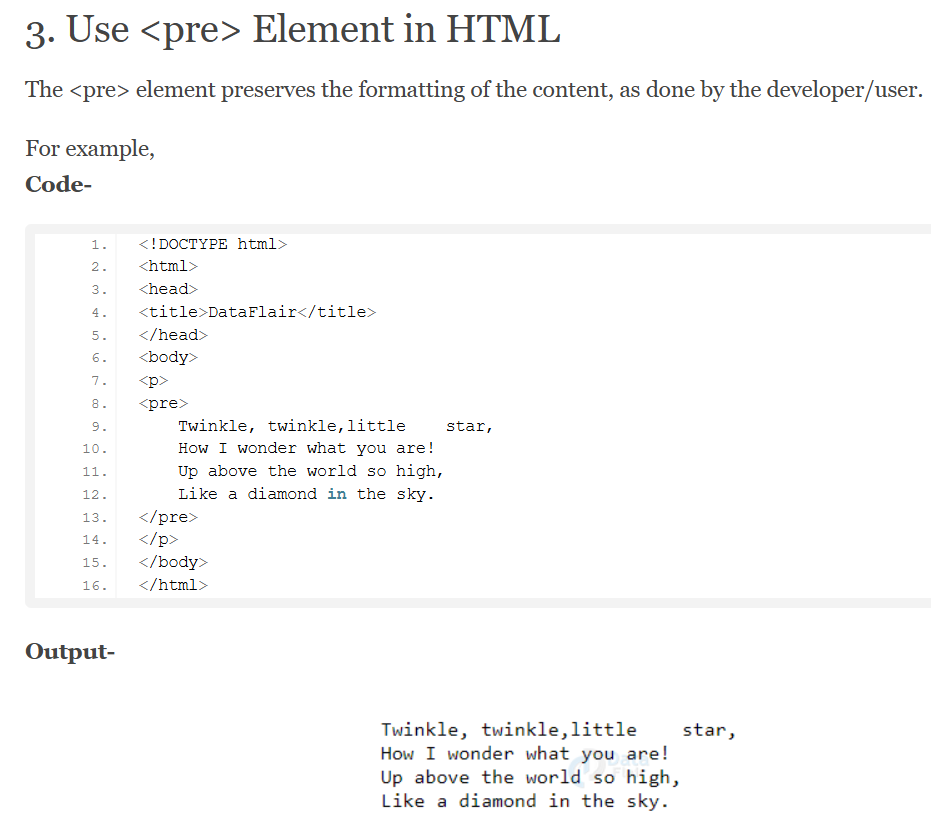 3. Use <pre> Element in HTML
The <pre> element preserves the formatting of the content, as done by the developer/user.
For example,
Code-
1. <!DOCTYPE html>
2. <html>
3. <head>
4. <title>DataFlair</title>
5. </head>
6. <body>
7. <p>
8. <pre>
9.     Twinkle, twinkle,little    star,
10.     How I wonder what you are!
11.     Up above the world so high,
12.     Like a diamond in the sky.
13. </pre>
14. </p>
15. </body>
16. </html>
Output-
Twinkle, twinkle,little    star,
How I wonder what you are!
Up above the world so high,
Like a diamond in the sky.